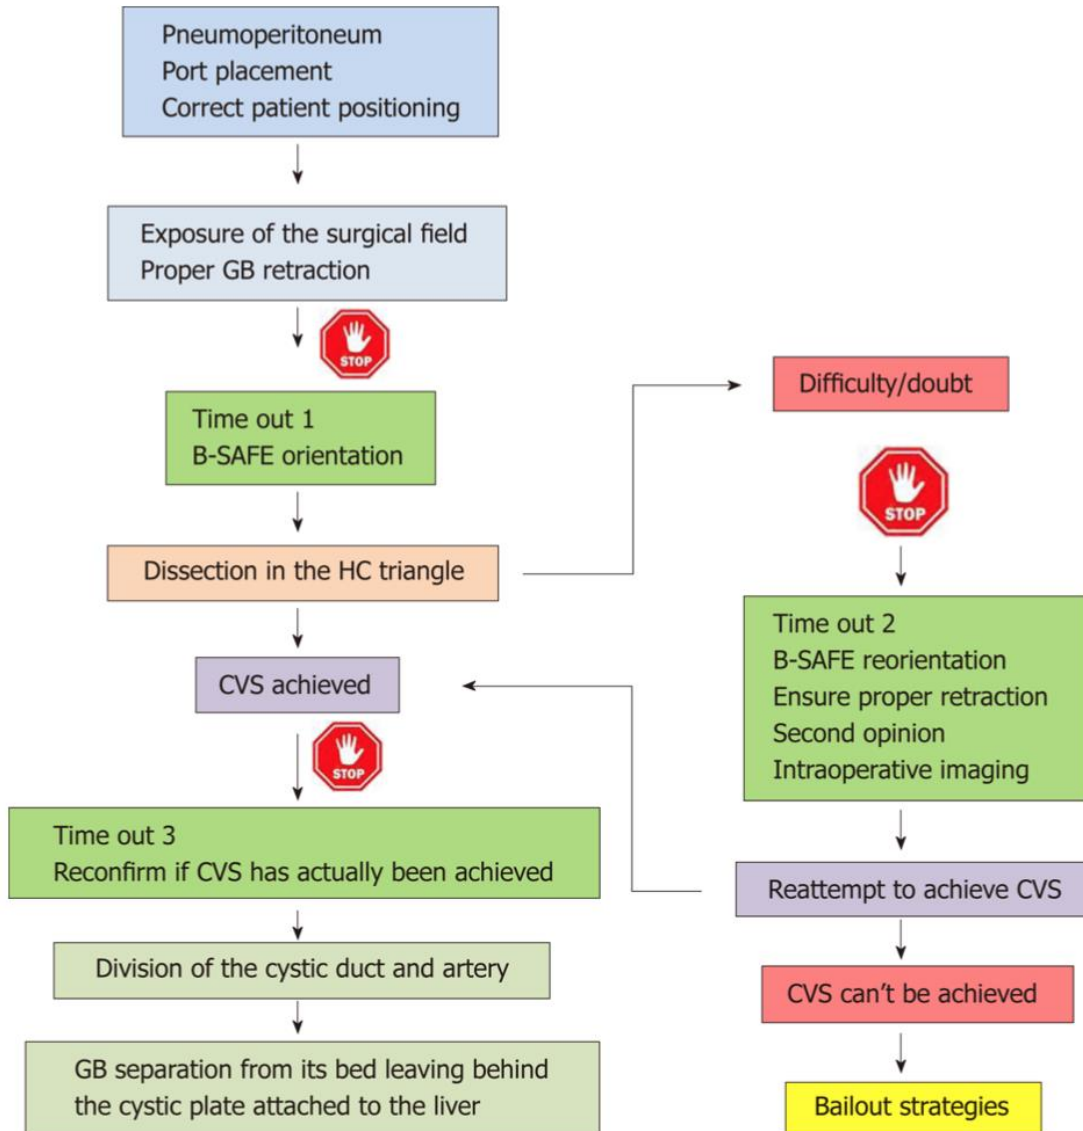 Pneumoperitoneum
Port placement
Correct patient positioning
Exposure of the surgical field
Proper GB retraction
STOP
Time out 1
B-SAFE orientation
Dissection in the HC triangle
CVS achieved
STOP
Time out 3
Reconfirm if CVS has actually been achieved
Division of the cystic duct and artery
GB separation from its bed leaving behind
the cystic plate attached to the liver
Difficulty/doubt
STOP
Time out 2
B-SAFE reorientation
Ensure proper retraction
Second opinion
Intraoperative imaging
Reattempt to achieve CVS
CVS can't be achieved
Bailout strategies